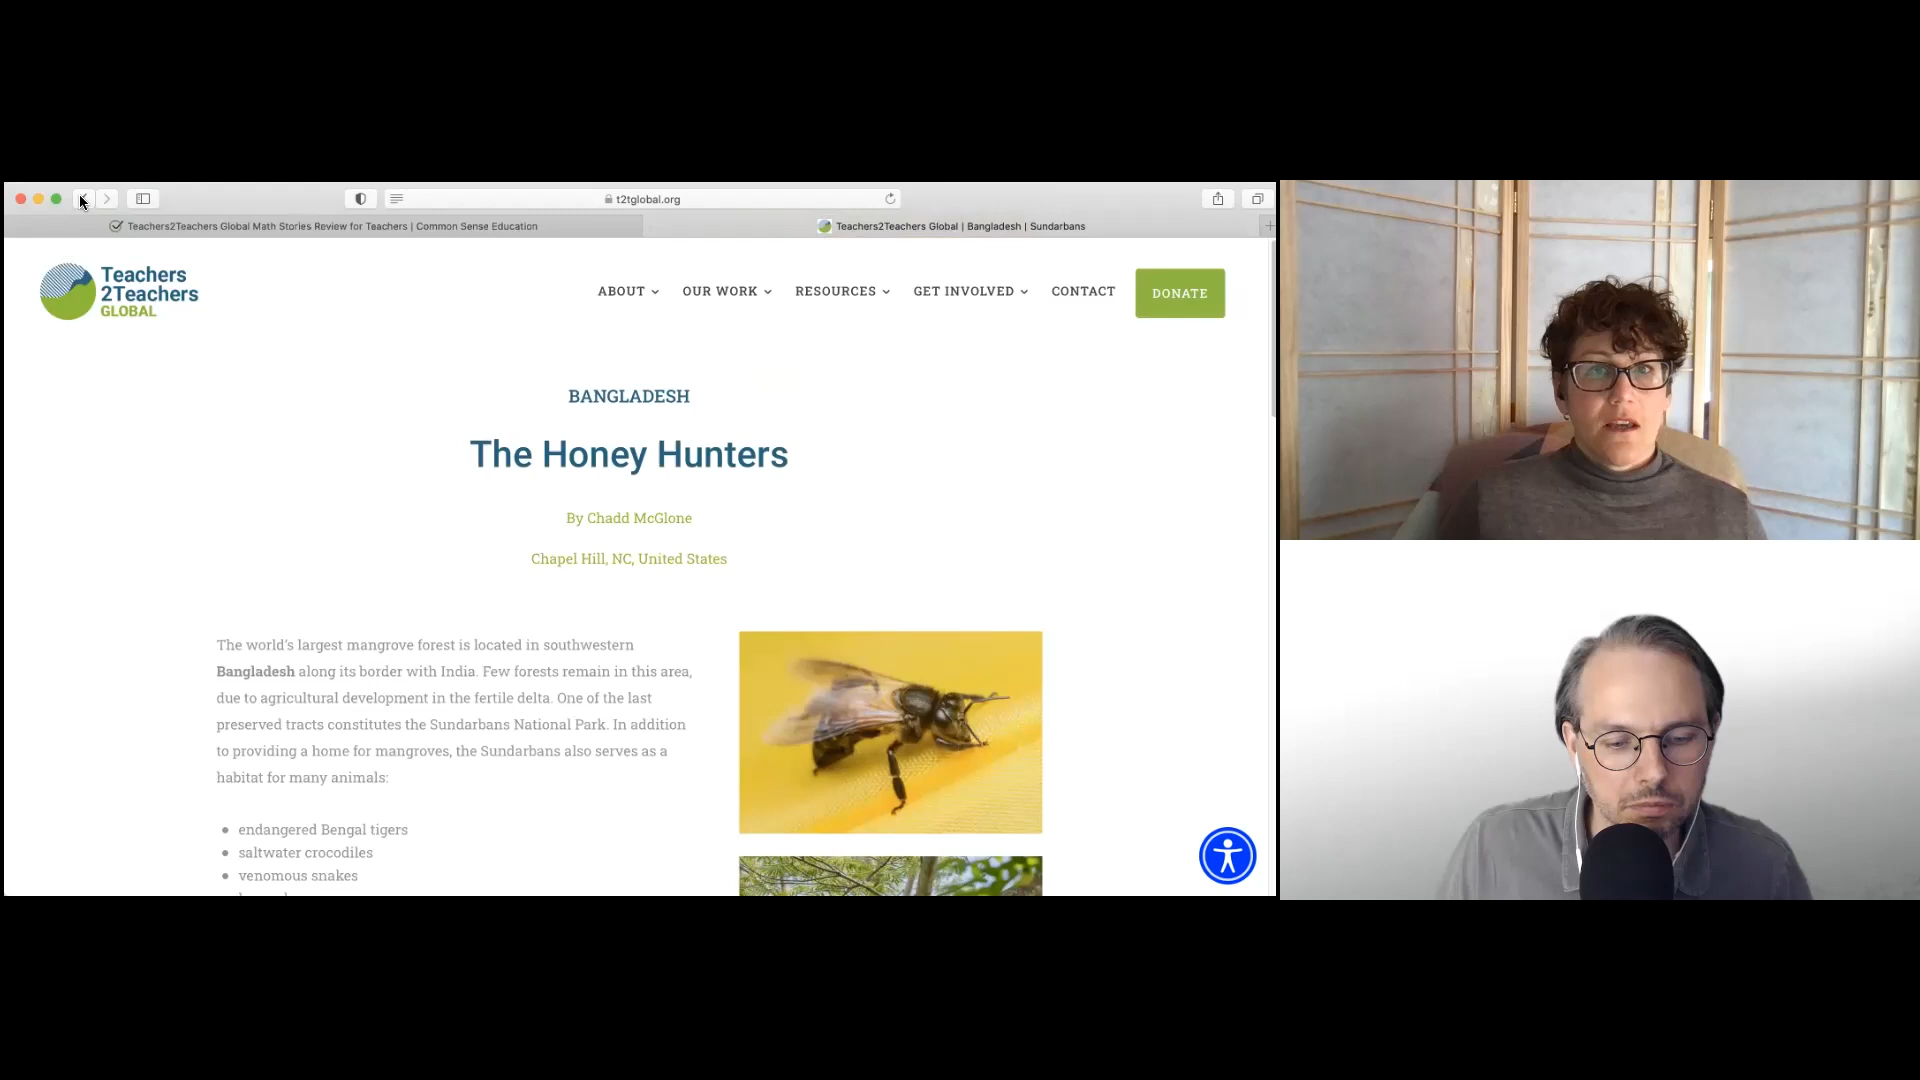 t2tglobal.org
Teachers2Teachers Global Math Stories Review for Teachers | Common Sense Education
Teachers2Teachers Global | Bangladesh | Sundarbans
Teachers
2Teachers
GLOBAL
ABOUT
OUR WORK
RESOURCES
GET INVOLVED
CONTACT
DONATE
BANGLADESH
The Honey Hunters
By Chadd McGlone
Chapel Hill, NC, United States
The world's largest mangrove forest is located in southwestern
Bangladesh along its border with India. Few forests remain in this area,
due to agricultural development in the fertile delta. One of the last
preserved tracts constitutes the Sundarbans National Park. In addition
to providing a home for mangroves, the Sundarbans also serves as a
habitat for many animals:
endangered Bengal tigers
saltwater crocodiles
venomous snakes